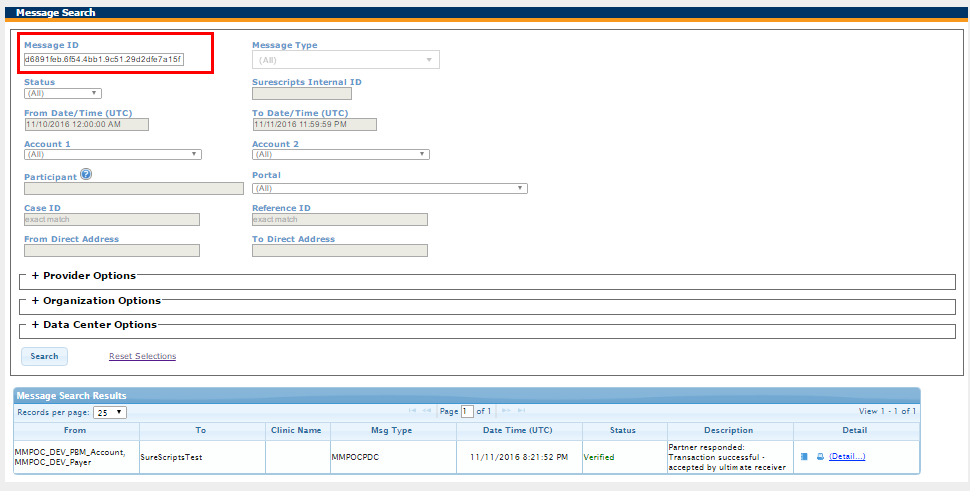 Message Search
Message ID Message Type
d6891feb.6f54.4bb1.9c51.29d2dfe7a15f (All)
Status Surescripts Internal ID
(All)
From Date/Time (UTC) To Date/Time (UTC)
11/10/2016 12:00:00 AM 11/11/2016 11:59:59 PM
Account 1 Account 2
(All) (All)
Participant ? Portal
(All)
Case ID Reference ID
exact match exact match
From Direct Address To Direct Address
+ Provider Options
+ Organization Options
+ Data Center Options
Search Reset Selections
Message Search Results
Records per page: 25 Page 1 of 1 View 1 - 1 of 1
From To Clinic Name Msg Type Date Time (UTC) Status Description Detail
MMPOC_DEV_PBM_Account, Partner responded:
MMPOC_DEV_Payer SureScriptsTest MMPOCPDC 11/11/2016 8:21:52 PM Verified Transaction successful - (Detail...)
accepted by ultimate receiver